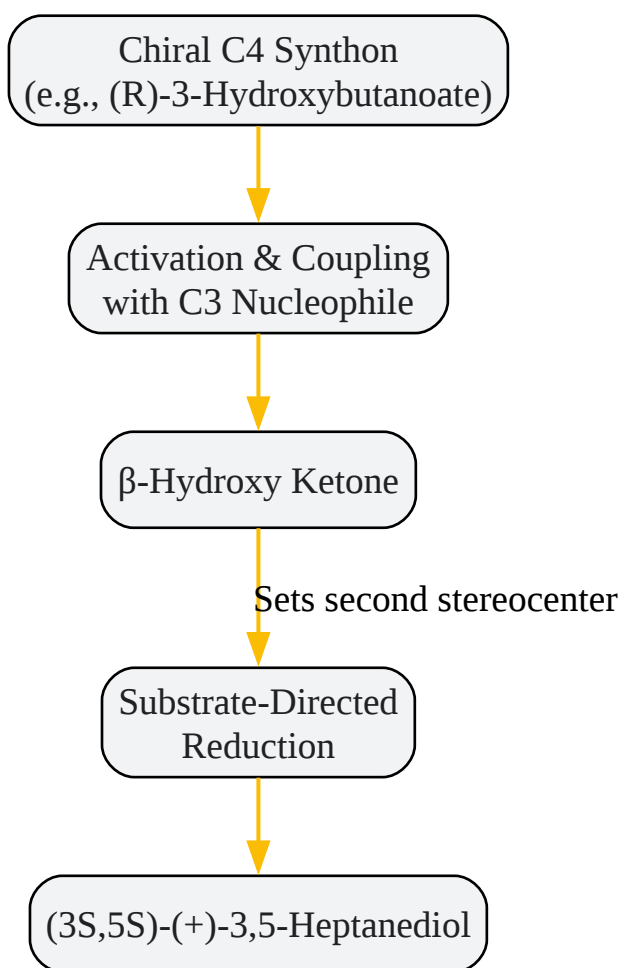 Chiral C4 Synthon
(e.g., (R)-3-Hydroxybutanoate)
Activation & Coupling
with C3 Nucleophile
β-Hydroxy Ketone
Sets second stereocenter
Substrate-Directed
Reduction
(3S,5S)-(+)-3,5-Heptanediol